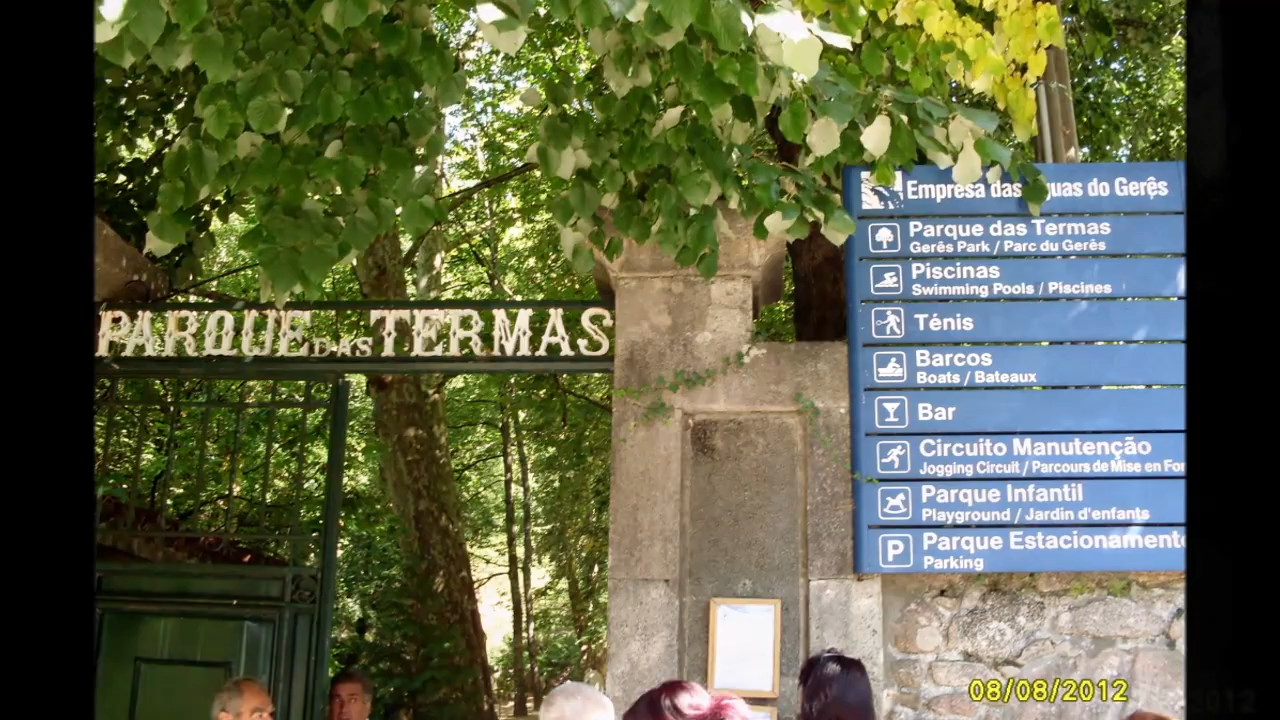 PARQUE DAS TERMAS
Empresa das guas do Gerês
Parque das Termas
Gerês Park / Parc du Gerês
Piscinas
Swimming Pools / Piscines
Ténis
Barcos
Boats / Bateaux
Bar
Circuito Manutenção
Jogging Circuit / Parcours de Mise en For
Parque Infantil
Playground / Jardin d'enfants
P Parque Estacionamento
Parking
08/08/2012